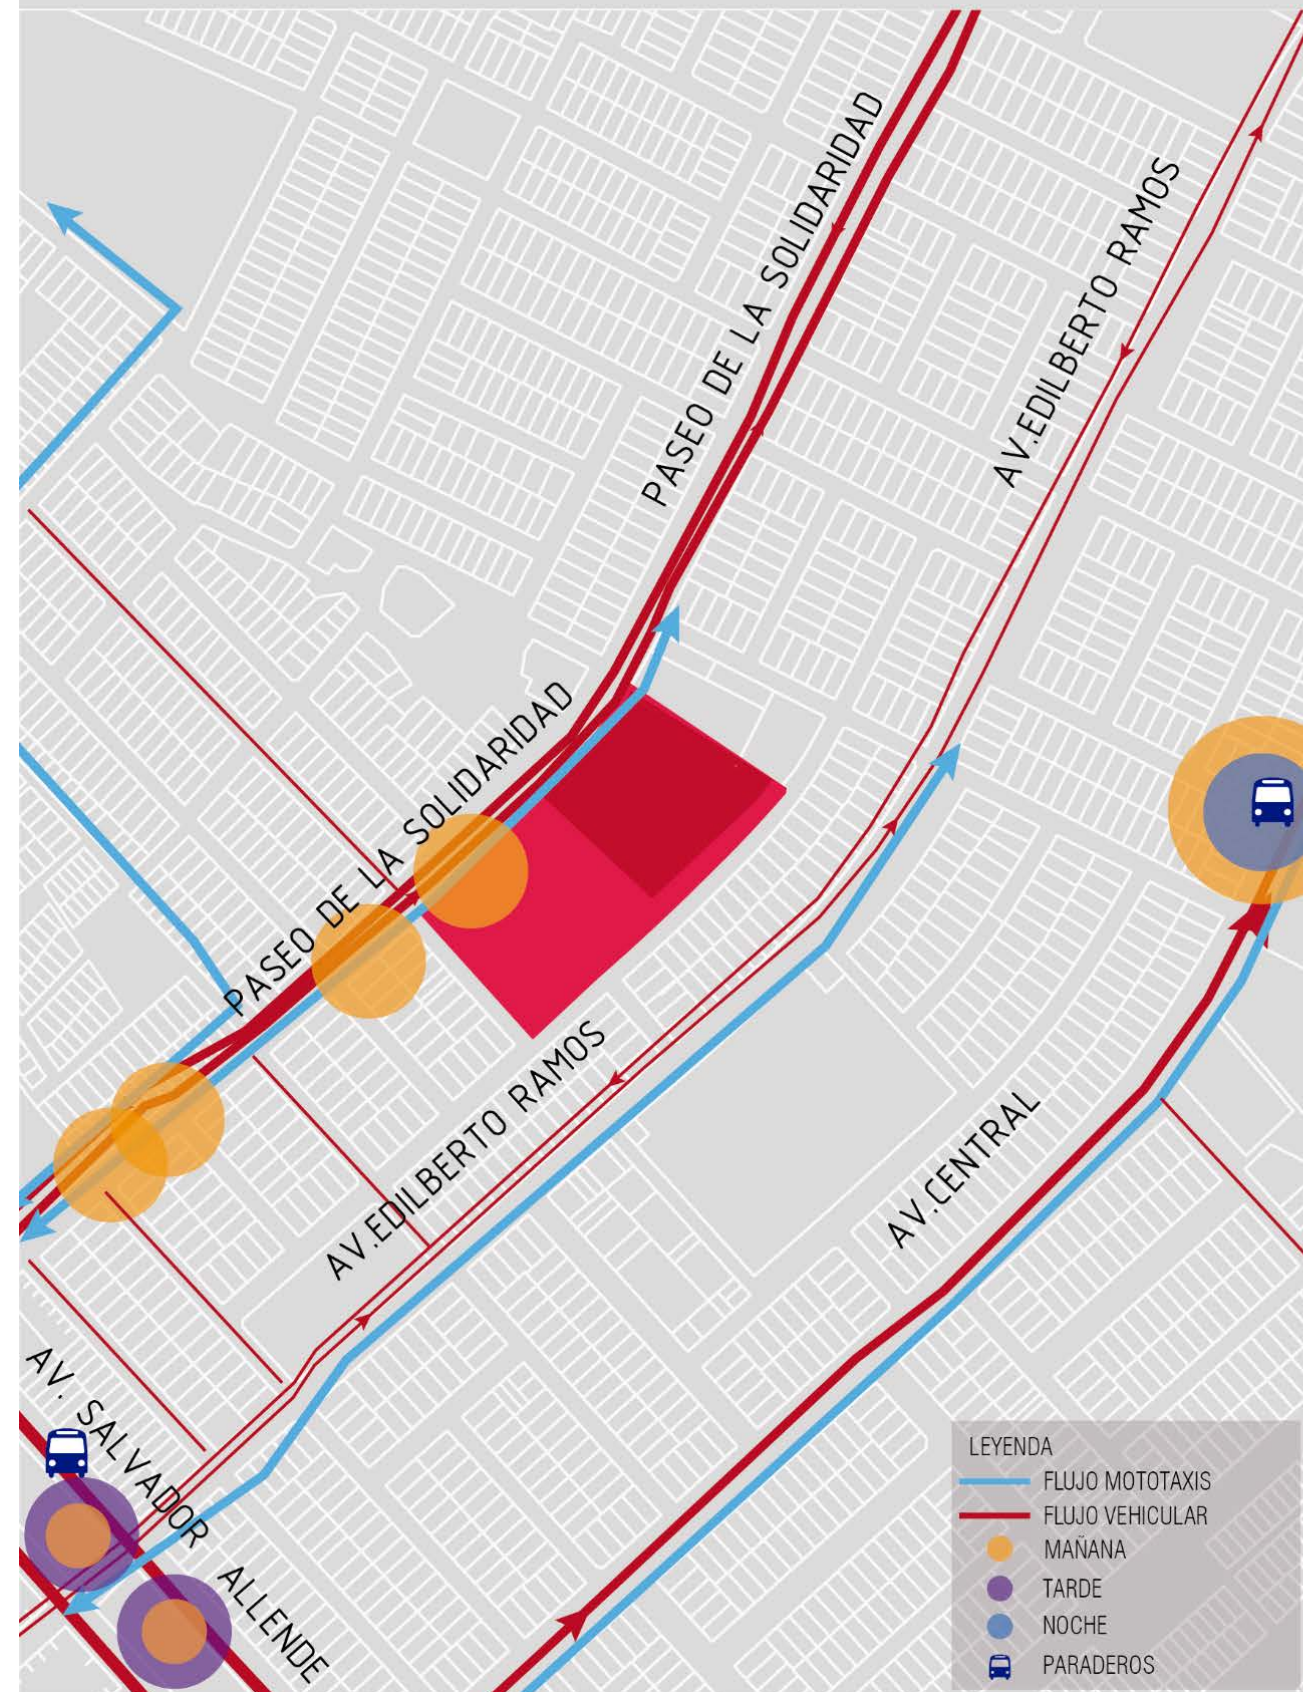 PASEO DE LA SOLIDARIDAD
AV.EDILBERTO RAMOS
PASEO DE LA SOLIDARIDAD
AV.EDILBERTO RAMOS
AV.CENTRAL
AV. SALVADOR ALLENDE
LEYENDA
FLUJO MOTOTAXIS
FLUJO VEHICULAR
MAÑANA
TARDE
NOCHE
PARADEROS